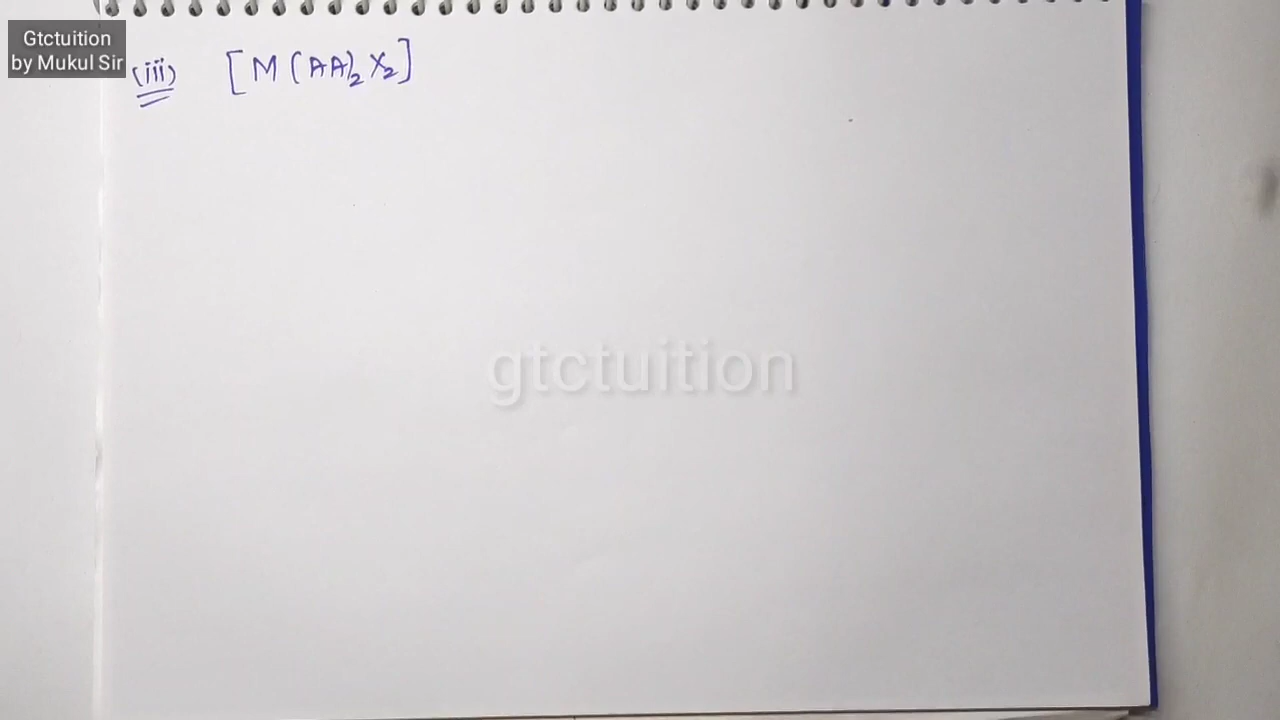 Gtctuition
by Mukul Sir
(iii) [M(AA)₂X₂]
gtctuition